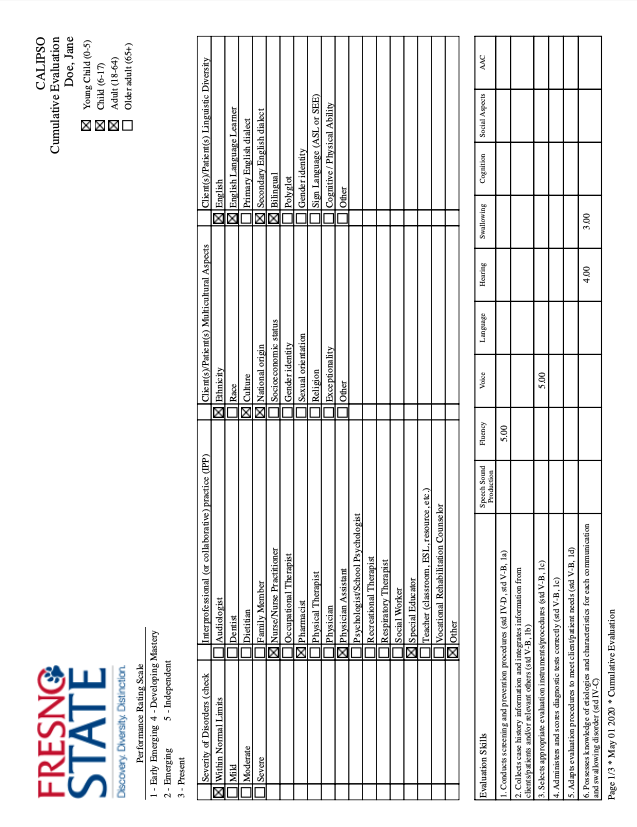 FRESNO
STATE
Discovery. Diversity. Distinction.
CALIPSO
Cumulative Evaluation
Doe, Jane
Performance Rating Scale
1 - Early Emerging 4 - Developing Mastery
2 - Emerging 5 - Independent
3 - Present
☒ Young Child (0-5)
☒ Child (6-17)
☒ Adult (18-64)
☐ Older adult (65+)
Severity of Disorders (check
☒ Within Normal Limits
☐ Mild
☐ Moderate
☐ Severe
Interprofessional (or collaborative) practice (IPP)
☐ Audiologist
☐ Dentist
☐ Dietitian
☐ Family Member
☒ Nurse/Nurse Practitioner
☐ Occupational Therapist
☒ Pharmacist
☐ Physical Therapist
☐ Physician
☒ Physician Assistant
☐ Psychologist/School Psychologist
☐ Recreational Therapist
☐ Respiratory Therapist
☐ Social Worker
☒ Special Educator
☐ Teacher (classroom, ESL, resource, etc.)
☐ Vocational Rehabilitation Counselor
☒ Other
Client(s)/Patient(s) Multicultural Aspects
☒ Ethnicity
☐ Race
☒ Culture
☒ National origin
☐ Socioeconomic status
☐ Gender identity
☐ Sexual orientation
☐ Religion
☐ Exceptionality
☐ Other
Client(s)/Patient(s) Linguistic Diversity
☒ English
☒ English Language Learner
☐ Primary English dialect
☒ Secondary English dialect
☒ Bilingual
☐ Polyglot
☐ Gender identity
☐ Sign Language (ASL or SEE)
☐ Cognitive / Physical Ability
☐ Other
Evaluation Skills Speech Sound Production Fluency Voice Language Hearing Swallowing Cognition Social Aspects AAC
1. Conducts screening and prevention procedures (std IV-D, std V-B, 1a) 5.00
2. Collects case history information and integrates information from
clients/patients and/or relevant others (std V-B, 1b)
3. Selects appropriate evaluation instruments/procedures (std V-B, 1c) 5.00
4. Administers and scores diagnostic tests correctly (std V-B, 1c)
5. Adapts evaluation procedures to meet client/patient needs (std V-B, 1d)
6. Possesses knowledge of etiologies and characteristics for each communication
and swallowing disorder (std IV-C) 4.00 3.00
Page 1/3 * May 01 2020 * Cumulative Evaluation